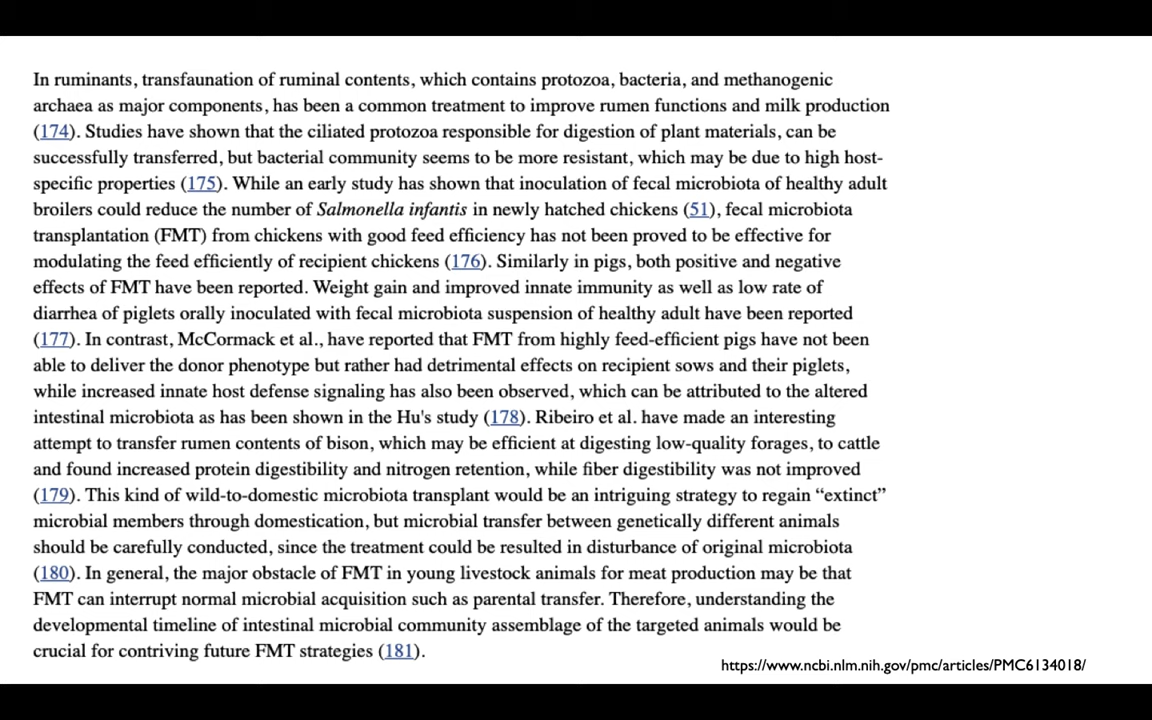 In ruminants, transfaunation of ruminal contents, which contains protozoa, bacteria, and methanogenic
archaea as major components, has been a common treatment to improve rumen functions and milk production
(174). Studies have shown that the ciliated protozoa responsible for digestion of plant materials, can be
successfully transferred, but bacterial community seems to be more resistant, which may be due to high host-
specific properties (175). While an early study has shown that inoculation of fecal microbiota of healthy adult
broilers could reduce the number of Salmonella infantis in newly hatched chickens (51), fecal microbiota
transplantation (FMT) from chickens with good feed efficiency has not been proved to be effective for
modulating the feed efficiently of recipient chickens (176). Similarly in pigs, both positive and negative
effects of FMT have been reported. Weight gain and improved innate immunity as well as low rate of
diarrhea of piglets orally inoculated with fecal microbiota suspension of healthy adult have been reported
(177). In contrast, McCormack et al., have reported that FMT from highly feed-efficient pigs have not been
able to deliver the donor phenotype but rather had detrimental effects on recipient sows and their piglets,
while increased innate host defense signaling has also been observed, which can be attributed to the altered
intestinal microbiota as has been shown in the Hu's study (178). Ribeiro et al. have made an interesting
attempt to transfer rumen contents of bison, which may be efficient at digesting low-quality forages, to cattle
and found increased protein digestibility and nitrogen retention, while fiber digestibility was not improved
(179). This kind of wild-to-domestic microbiota transplant would be an intriguing strategy to regain “extinct”
microbial members through domestication, but microbial transfer between genetically different animals
should be carefully conducted, since the treatment could be resulted in disturbance of original microbiota
(180). In general, the major obstacle of FMT in young livestock animals for meat production may be that
FMT can interrupt normal microbial acquisition such as parental transfer. Therefore, understanding the
developmental timeline of intestinal microbial community assemblage of the targeted animals would be
crucial for contriving future FMT strategies (181).
https://www.ncbi.nlm.nih.gov/pmc/articles/PMC6134018/